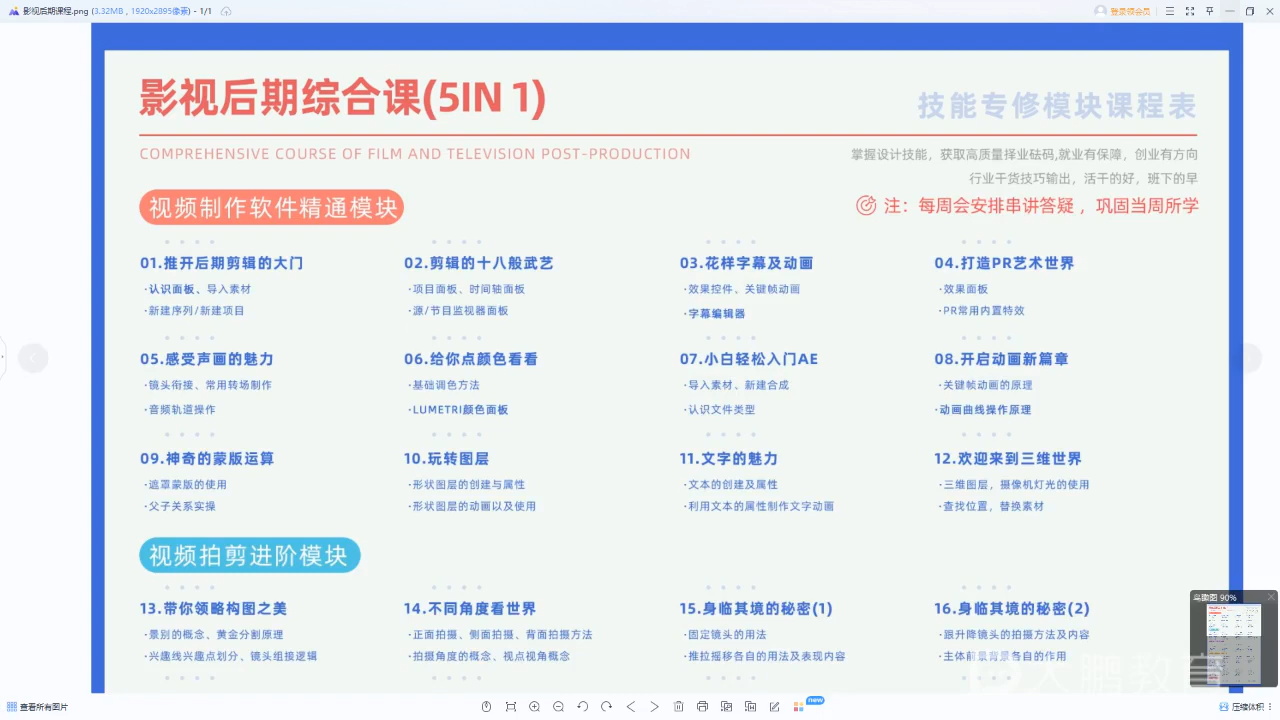 影视后期课程.png (3.32MB，1920x2895像素) - 1/1
登录领会员
影视后期综合课(5IN 1)
技能专修模块课程表
COMPREHENSIVE COURSE OF FILM AND TELEVISION POST-PRODUCTION
掌握设计技能，获取高质量择业砝码,就业有保障，创业有方向
行业干货技巧输出，活干的好，班下的早
注：每周会安排串讲答疑 ，巩固当周所学
视频制作软件精通模块
01.推开后期剪辑的大门
·认识面板、导入素材
·新建序列/新建项目
02.剪辑的十八般武艺
·项目面板、时间轴面板
·源/节目监视器面板
03.花样字幕及动画
·效果控件、关键帧动画
·字幕编辑器
04.打造PR艺术世界
·效果面板
·PR常用内置特效
05.感受声画的魅力
·镜头衔接、常用转场制作
·音频轨道操作
06.给你点颜色看看
·基础调色方法
·LUMETRI颜色面板
07.小白轻松入门AE
·导入素材、新建合成
·认识文件类型
08.开启动画新篇章
·关键帧动画的原理
·动画曲线操作原理
09.神奇的蒙版运算
·遮罩蒙版的使用
·父子关系实操
10.玩转图层
·形状图层的创建与属性
·形状图层的动画以及使用
11.文字的魅力
·文本的创建及属性
·利用文本的属性制作文字动画
12.欢迎来到三维世界
·三维图层，摄像机灯光的使用
·查找位置，替换素材
视频拍剪进阶模块
13.带你领略构图之美
·景别的概念、黄金分割原理
·兴趣线兴趣点划分、镜头组接逻辑
14.不同角度看世界
·正面拍摄、侧面拍摄、背面拍摄方法
·拍摄角度的概念、视点视角概念
15.身临其境的秘密(1)
·固定镜头的用法
·推拉摇移各自的用法及表现内容
16.身临其境的秘密(2)
·跟升降镜头的拍摄方法及内容
·主体前景背景各自的作用
鸟瞰图 90%
大鹏教育
查看所有图片
new
压缩体积